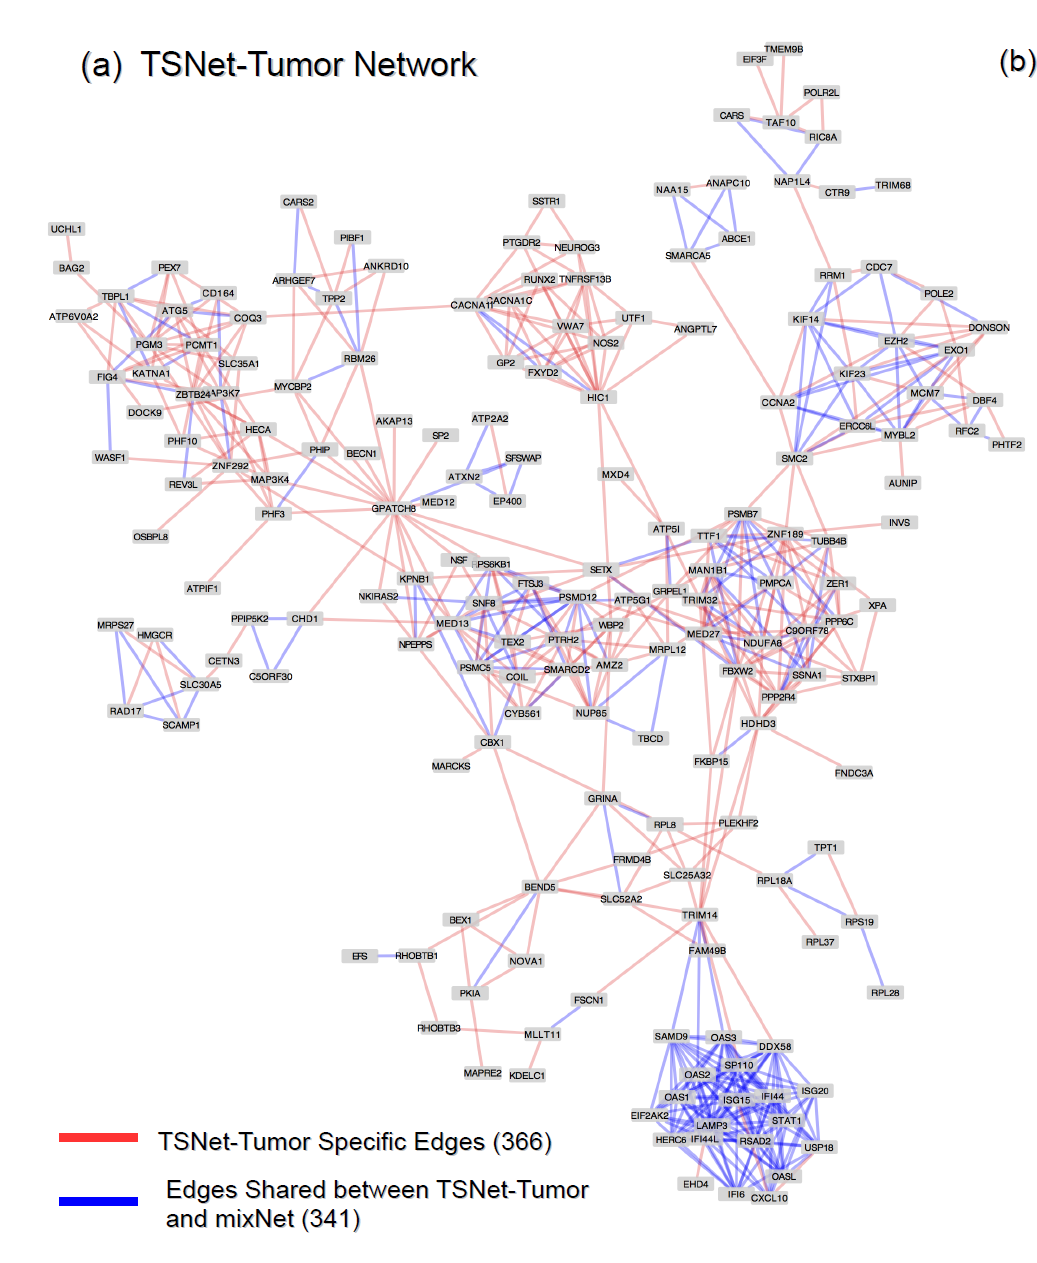 (a) TSNet-Tumor Network
(b)
TMEM9B
EIF3F
POLR2L
CARS
TAF10
RIC8A
NAP1L4
CTR9
TRIM68
NAA15
ANAPC10
ABCE1
SMARCA5
CARS2
SSTR1
UCHL1
PIBF1
PTGDR2
NEUROG3
BAG2
PEX7
ANKRD10
ARHGEF7
RUNX2
TNFRSF13B
RRM1
CDC7
TBPL1
CD164
TPP2
CACNA1I
CACNA1C
POLE2
ATP6V0A2
ATG5
COQ3
UTF1
KIF14
VWA7
ANGPTL7
DONSON
PGM3
PCMT1
NOS2
EZH2
EXO1
SLC35A1
RBM26
GP2
FXYD2
FIG4
KATNA1
KIF23
ZBTB24
MYCBP2
HIC1
MCM7
CCNA2
DBF4
DOCK9
AKAP13
ATP2A2
ERCC6L
MYBL2
RFC2
PHTF2
PHF10
HECA
SP2
PHIP
BECN1
WASF1
ZNF292
SFSWAP
SMC2
REV3L
MAP3K4
ATXN2
MXD4
AUNIP
PHF3
GPATCH8
MED12
EP400
PSMB7
INVS
OSBPL8
ATP5I
TTF1
ZNF189
TUBB4B
NSF
RPS6KB1
SETX
MAN1B1
ATPIF1
KPNB1
FTSJ3
PMPCA
ZER1
NKIRAS2
SNF8
PSMD12
ATP5G1
GRPEL1
TRIM32
XPA
MRPS27
HMGCR
PPIP5K2
CHD1
MED13
WBP2
MED27
PPP6C
C9ORF78
NPEPPS
TEX2
PTRH2
MRPL12
NDUFA8
CETN3
PSMC5
SMARCD2
AMZ2
FBXW2
SSNA1
STXBP1
SLC30A5
C5ORF30
COIL
PPP2R4
RAD17
SCAMP1
CYB561
NUP85
HDHD3
CBX1
TBCD
MARCKS
FKBP15
FNDC3A
GRINA
RPL8
PLEKHF2
FRMD4B
TPT1
SLC25A32
RPL18A
BEND5
SLC52A2
TRIM14
BEX1
RPS19
EFS
RHOBTB1
NOVA1
FAM49B
RPL37
PKIA
FSCN1
RPL28
RHOBTB3
MLLT11
SAMD9
OAS3
DDX58
MAPRE2
KDELC1
SP110
OAS2
OAS1
ISG15
IFI44
ISG20
EIF2AK2
LAMP3
STAT1
HERC6
IFI44L
RSAD2
USP18
OASL
EHD4
IFI6
CXCL10
TSNet-Tumor Specific Edges (366)
Edges Shared between TSNet-Tumor
and mixNet (341)